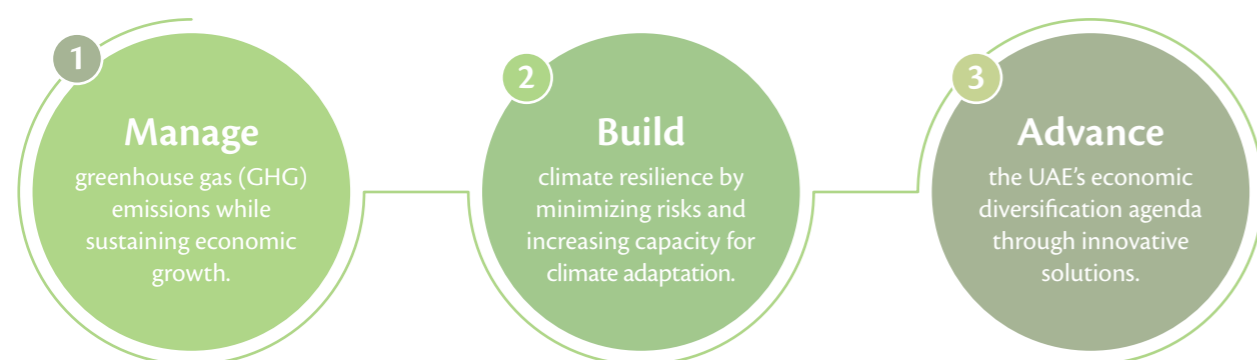 1
Manage
greenhouse gas (GHG)
emissions while
sustaining economic
growth.
2
Build
climate resilience by
minimizing risks and
increasing capacity for
climate adaptation.
3
Advance
the UAE’s economic
diversification agenda
through innovative
solutions.